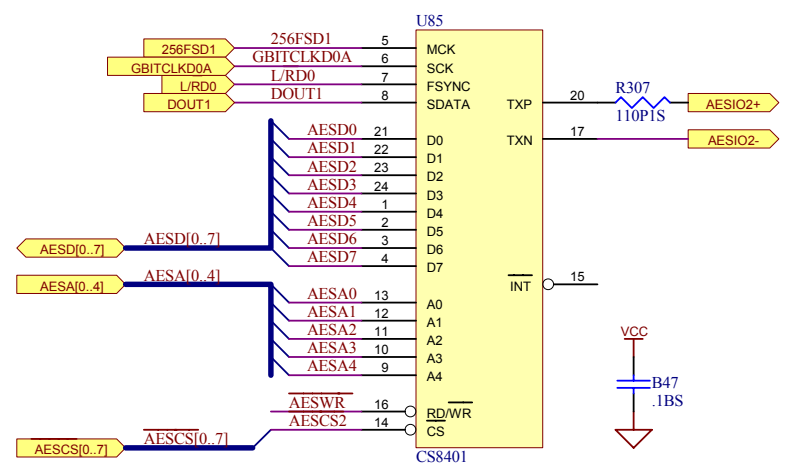 U85
256FSD1 256FSD1 5 MCK
GBITCLKD0A GBITCLKD0A 6 SCK
L/RD0 L/RD0 7 FSYNC
DOUT1 DOUT1 8 SDATA TXP 20 R307 110P1S AESIO2+
AESD0 21 D0 TXN 17 AESIO2-
AESD1 22 D1
AESD2 23 D2
AESD3 24 D3
AESD4 1 D4
AESD5 2 D5
AESD6 3 D6
AESD[0..7] AESD[0..7]
AESD7 4 D7
AESA[0..4] AESA[0..4] INT 15
AESA0 13 A0
AESA1 12 A1
AESA2 11 A2
AESA3 10 A3
AESA4 9 A4
VCC
B47
.1BS
AESWR 16 RD/WR
AESCS2 14 CS
AESCS[0..7] AESCS[0..7]
CS8401